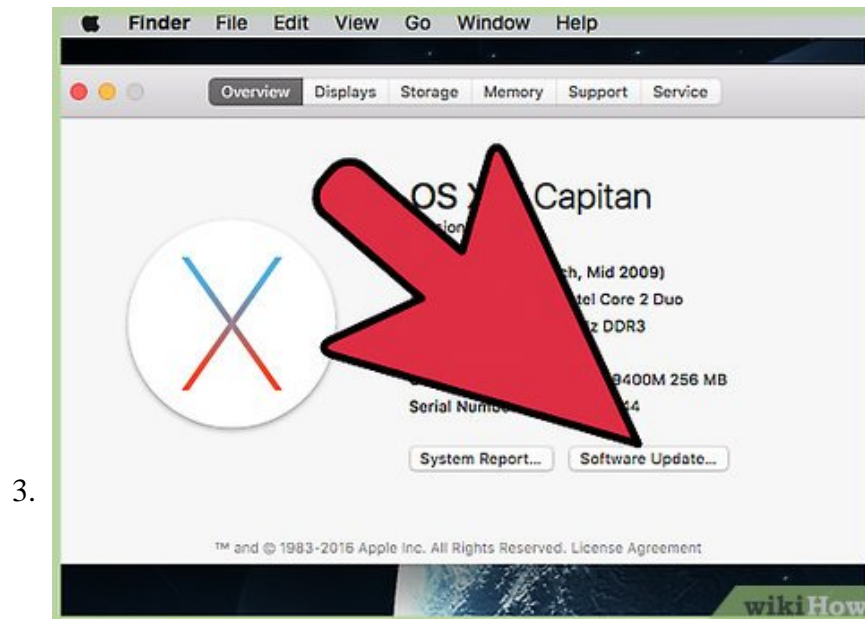 Finder File Edit View Go Window Help
Overview Displays Storage Memory Support Service
OS X Capitan
Mid 2009)
Core 2 Duo
DDR3
9400M 256 MB
Serial
44
System Report... Software Update...
3.
™ and © 1983-2016 Apple Inc. All Rights Reserved. License Agreement
wikiHow